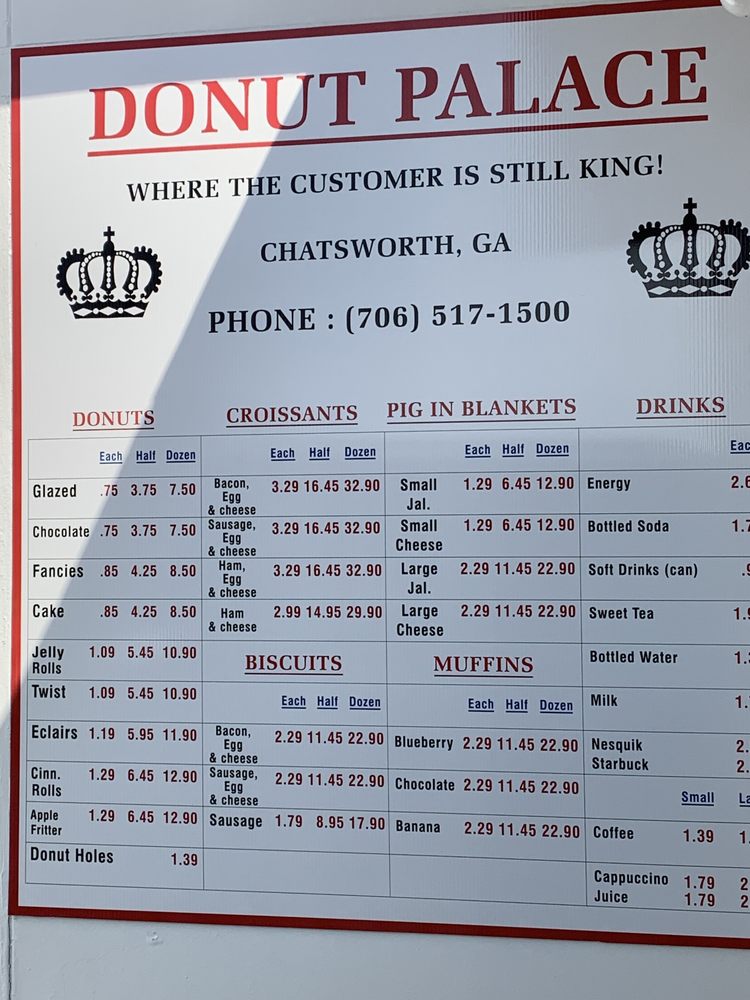 DONUT PALACE
WHERE THE CUSTOMER IS STILL KING!
CHATSWORTH, GA
PHONE : (706) 517-1500
DONUTS
Each Half Dozen
Glazed .75 3.75 7.50
Chocolate .75 3.75 7.50
Fancies .85 4.25 8.50
Cake .85 4.25 8.50
Jelly 1.09 5.45 10.90
Rolls
Twist 1.09 5.45 10.90
Eclairs 1.19 5.95 11.90
Cinn. 1.29 6.45 12.90
Rolls
Apple 1.29 6.45 12.90
Fritter
Donut Holes 1.39
CROISSANTS
Each Half Dozen
Bacon,
Egg 3.29 16.45 32.90
& cheese
Sausage,
Egg 3.29 16.45 32.90
& cheese
Ham,
Egg 3.29 16.45 32.90
& cheese
Ham 2.99 14.95 29.90
& cheese
BISCUITS
Each Half Dozen
Bacon,
Egg 2.29 11.45 22.90
& cheese
Sausage,
Egg 2.29 11.45 22.90
& cheese
Sausage 1.79 8.95 17.90
PIG IN BLANKETS
Each Half Dozen
Small 1.29 6.45 12.90
Jal.
Small 1.29 6.45 12.90
Cheese
Large 2.29 11.45 22.90
Jal.
Large 2.29 11.45 22.90
Cheese
MUFFINS
Each Half Dozen
Blueberry 2.29 11.45 22.90
Chocolate 2.29 11.45 22.90
Banana 2.29 11.45 22.90
DRINKS
Energy
Bottled Soda
Soft Drinks (can)
Sweet Tea
Bottled Water
Milk
Nesquik
Starbuck
Small
Coffee 1.39
Cappuccino 1.79
Juice 1.79